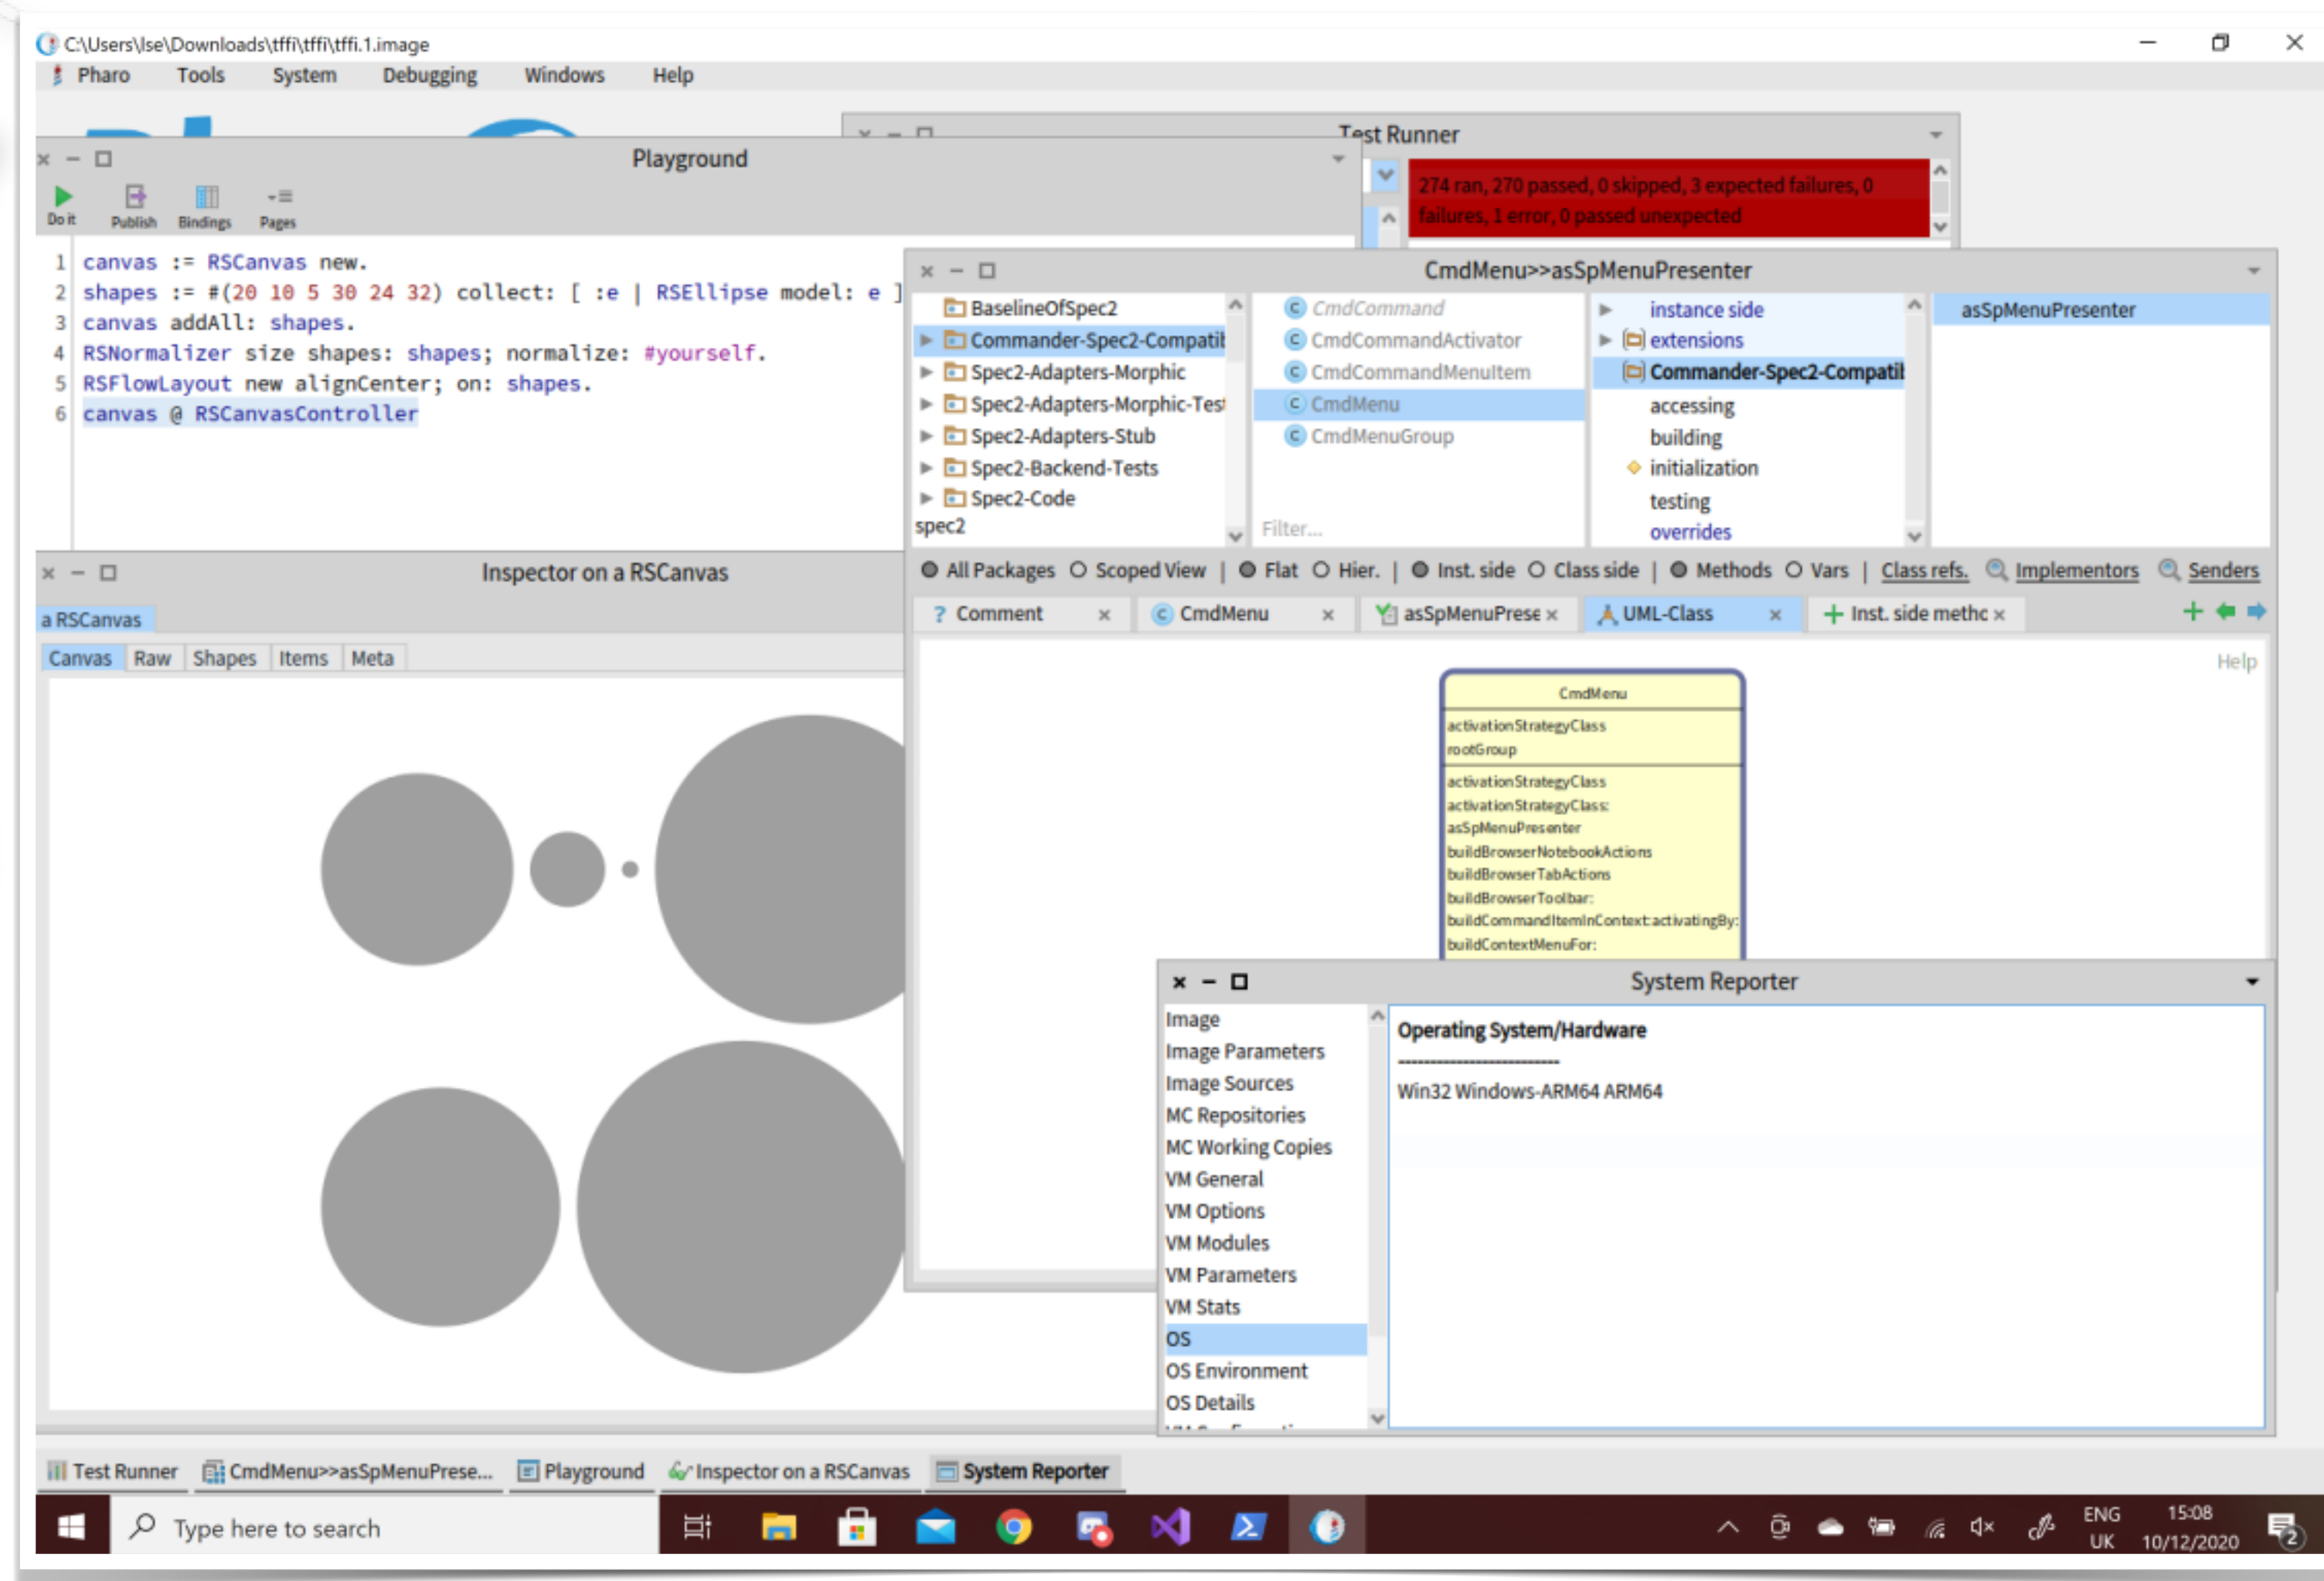 C:\Users\lse\Downloads\tffi\tffi\tffi.1.image
Pharo Tools System Debugging Windows Help
Test Runner
274 ran, 270 passed, 0 skipped, 3 expected failures, 0
failures, 1 error, 0 passed unexpected
Playground
Do it Publish Bindings Pages
1 canvas := RSCanvas new.
2 shapes := #(20 10 5 30 24 32) collect: [ :e | RSEllipse model: e ]
3 canvas addAll: shapes.
4 RSNormalizer size shapes: shapes; normalize: #yourself.
5 RSFlowLayout new alignCenter; on: shapes.
6 canvas @ RSCanvasController
Inspector on a RSCanvas
a RSCanvas
Canvas Raw Shapes Items Meta
CmdMenu>>asSpMenuPresenter
BaselineOfSpec2
Commander-Spec2-Compatib
Spec2-Adapters-Morphic
Spec2-Adapters-Morphic-Test
Spec2-Adapters-Stub
Spec2-Backend-Tests
Spec2-Code
spec2
CmdCommand
CmdCommandActivator
CmdCommandMenuItem
CmdMenu
CmdMenuGroup
Filter...
instance side
extensions
Commander-Spec2-Compatib
accessing
building
initialization
testing
overrides
asSpMenuPresenter
All Packages Scoped View | Flat Hier. | Inst. side Class side | Methods Vars | Class refs. Implementors Senders
? Comment × CmdMenu × asSpMenuPrese × UML-Class × Inst. side methc ×
Help
CmdMenu
activationStrategyClass
rootGroup
activationStrategyClass
activationStrategyClass:
asSpMenuPresenter
buildBrowserNotebookActions
buildBrowserTabActions
buildBrowserToolbar:
buildCommandItemInContext:activatingBy:
buildContextMenuFor:
System Reporter
Image
Image Parameters
Image Sources
MC Repositories
MC Working Copies
VM General
VM Options
VM Modules
VM Parameters
VM Stats
OS
OS Environment
OS Details
Operating System/Hardware
--------------------------
Win32 Windows-ARM64 ARM64
Test Runner CmdMenu>>asSpMenuPrese... Playground Inspector on a RSCanvas System Reporter
Type here to search
ENG
UK
15:08
10/12/2020
2